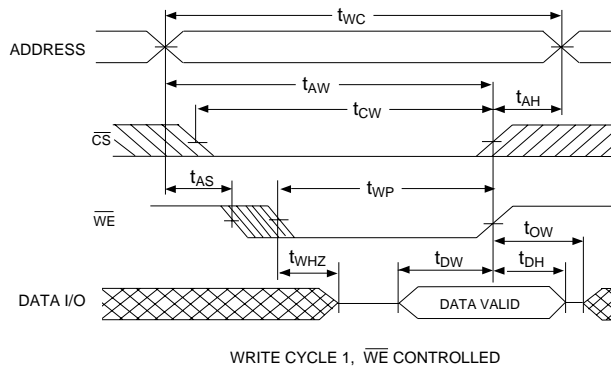 tWC
ADDRESS
tAW
tCW
tAH
CS
tAS
tWP
WE
tOW
tWHZ
tDW
tDH
DATA I/O
DATA VALID
WRITE CYCLE 1, WE CONTROLLED